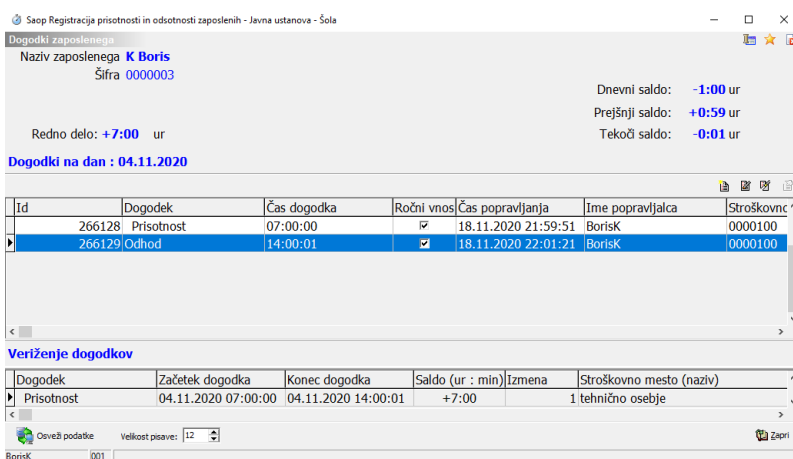 Saop Registracija prisotnosti in odsotnosti zaposlenih - Javna ustanova - Šola
Dogodki zaposlenega
Naziv zaposlenega K Boris
Šifra 0000003
Dnevni saldo: -1:00 ur
Prejšnji saldo: +0:59 ur
Redno delo: +7:00 ur Tekoči saldo: -0:01 ur
Dogodki na dan : 04.11.2020
Id Dogodek Čas dogodka Ročni vnos Čas popravljanja Ime popravljalca Stroškovnc
266128 Prisotnost 07:00:00 18.11.2020 21:59:51 BorisK 0000100
266129 Odhod 14:00:01 18.11.2020 22:01:21 BorisK 0000100
Veriženje dogodkov
Dogodek Začetek dogodka Konec dogodka Saldo (ur : min) Izmena Stroškovno mesto (naziv)
Prisotnost 04.11.2020 07:00:00 04.11.2020 14:00:01 +7:00 1 tehnično osebje
Osveži podatke Velikost pisave: 12 Zapri
BorisK 001